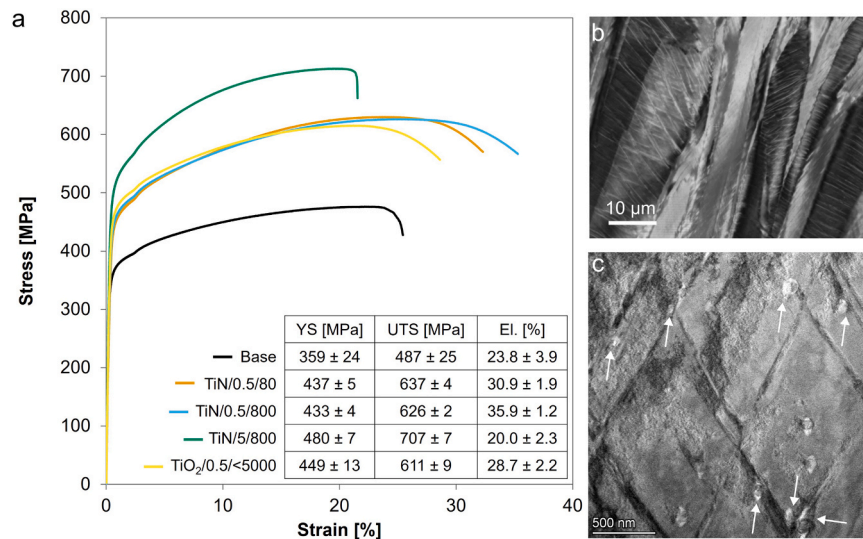 a
800
700
600
500
400
300
200
100
0
Stress [MPa]
0 10 20 30 40
Strain [%]
YS [MPa] UTS [MPa] El. [%]
Base 359 ± 24 487 ± 25 23.8 ± 3.9
TiN/0.5/80 437 ± 5 637 ± 4 30.9 ± 1.9
TiN/0.5/800 433 ± 4 626 ± 2 35.9 ± 1.2
TiN/5/800 480 ± 7 707 ± 7 20.0 ± 2.3
TiO₂/0.5/<5000 449 ± 13 611 ± 9 28.7 ± 2.2
b
10 µm
c
500 nm